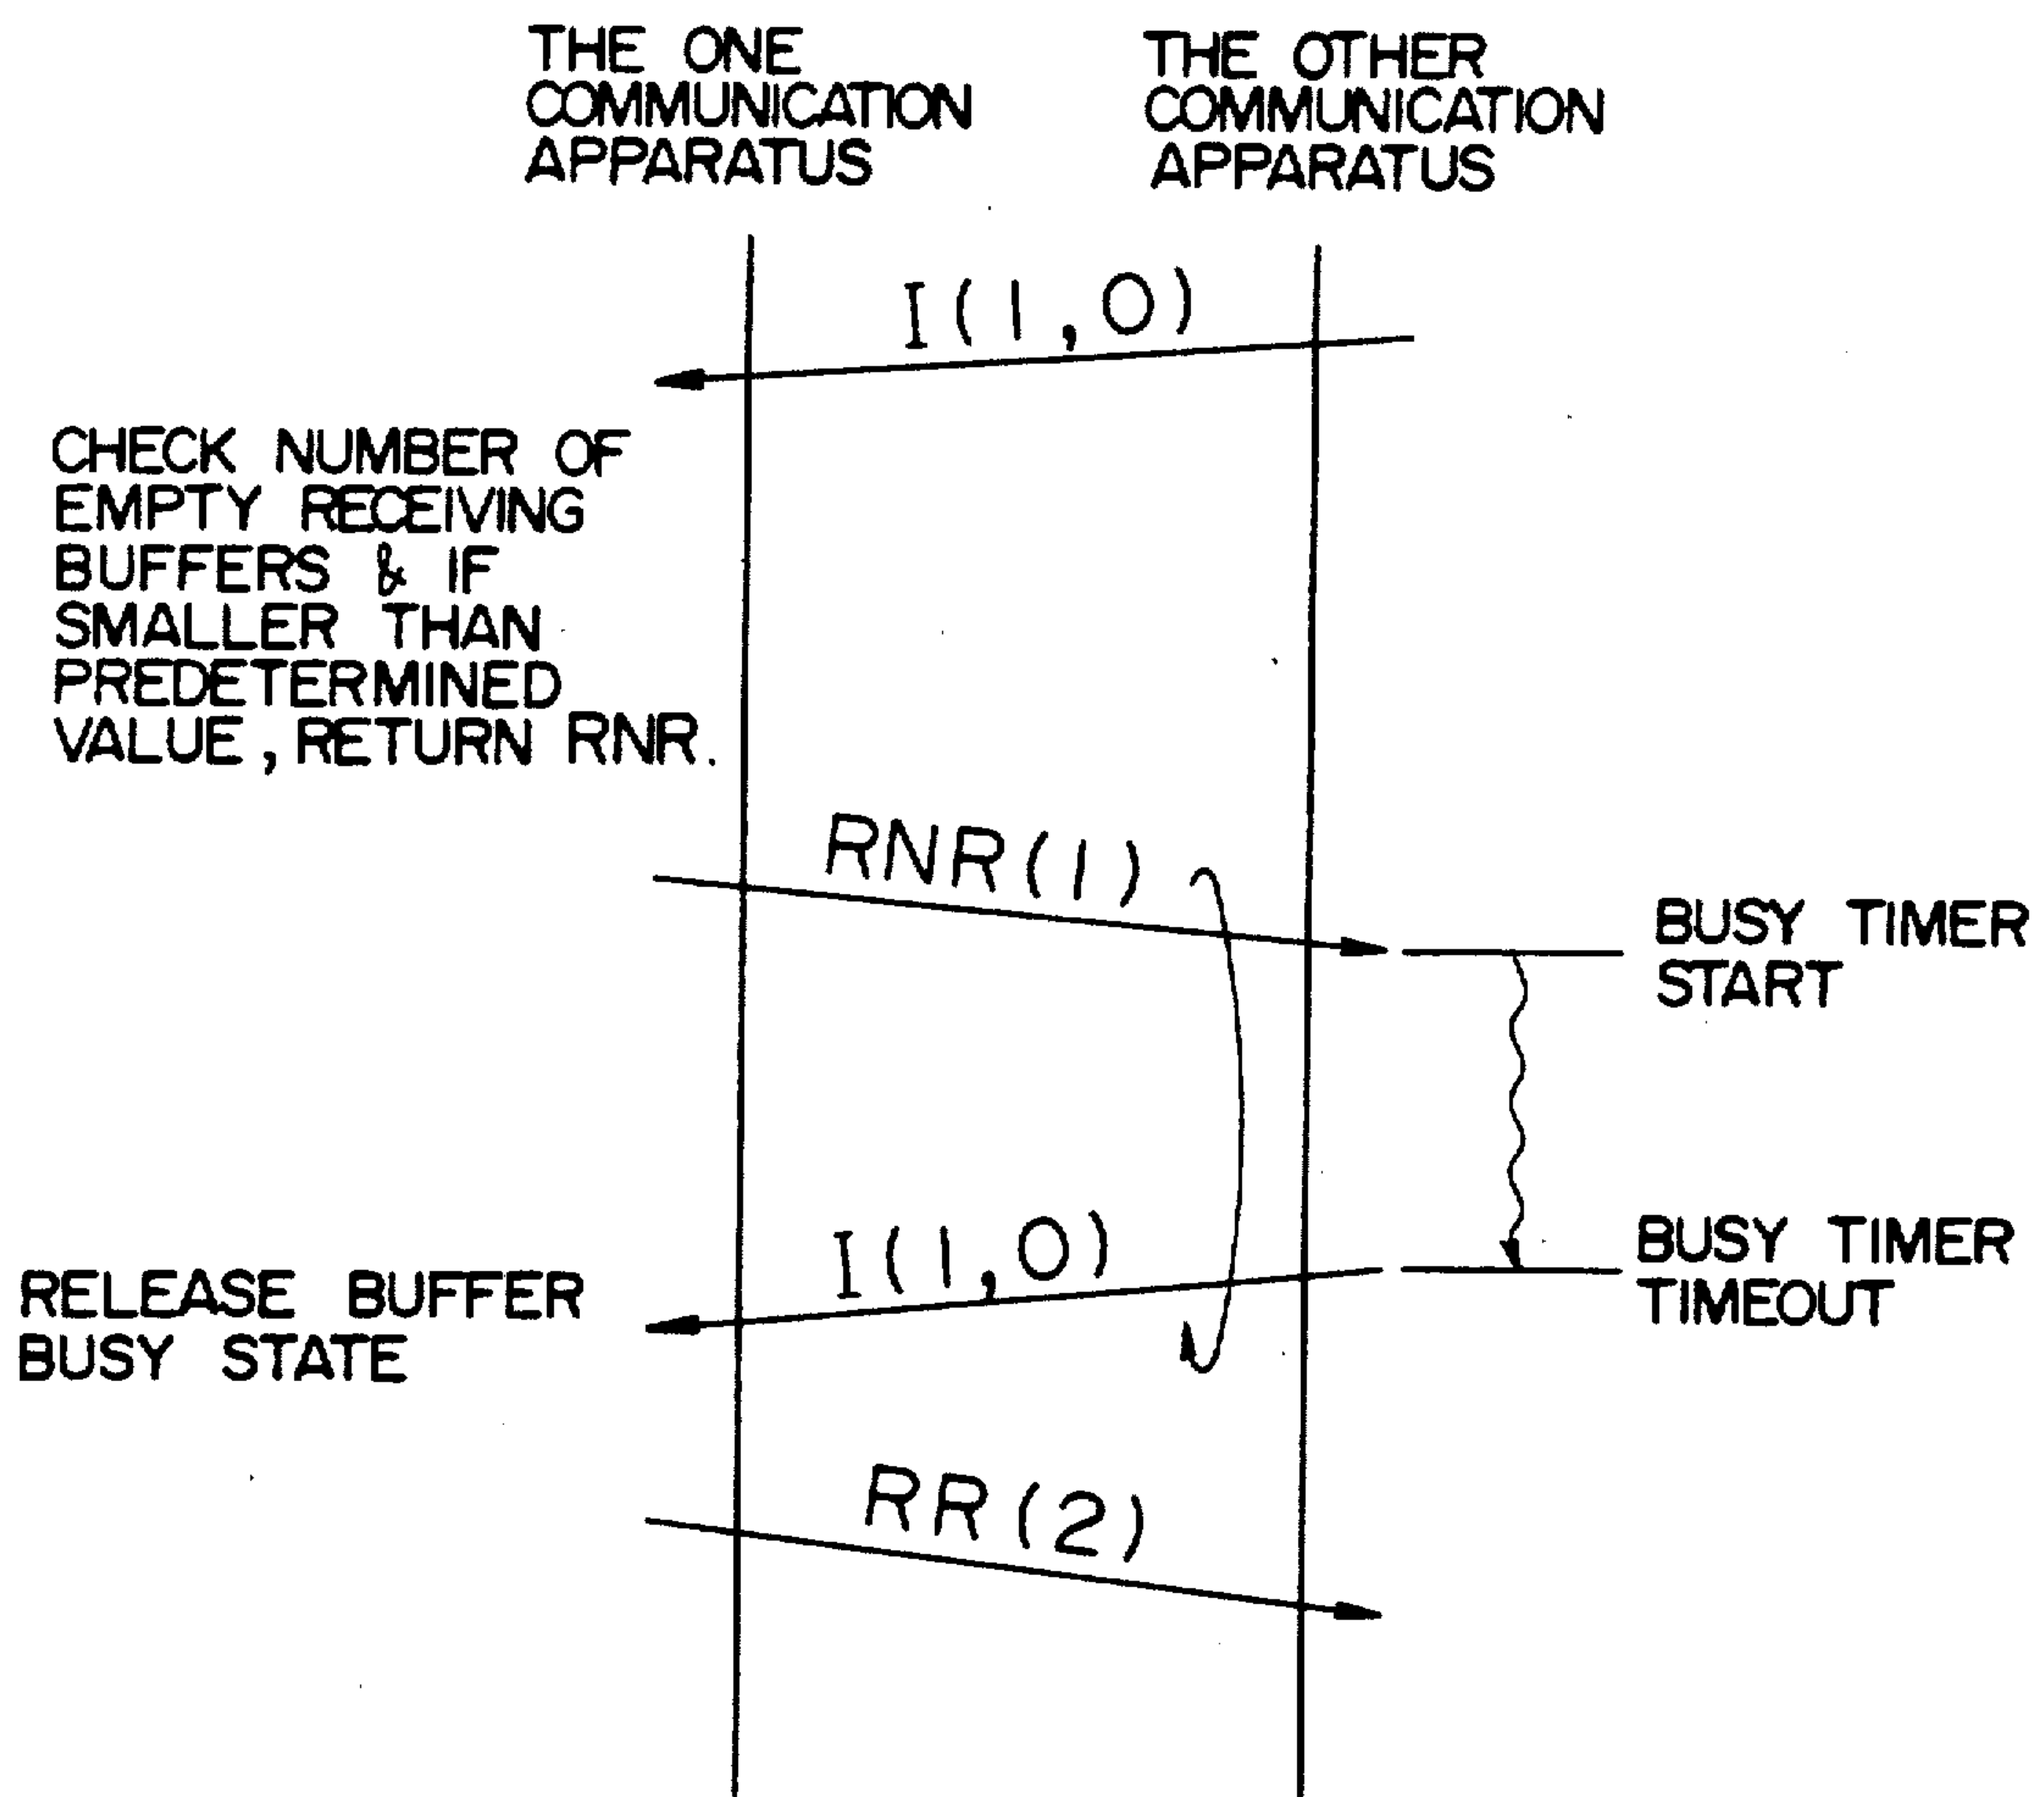 THE ONE
COMMUNICATION
APPARATUS
THE OTHER
COMMUNICATION
APPARATUS
I(1,0)
CHECK NUMBER OF
EMPTY RECEIVING
BUFFERS & IF
SMALLER THAN
PREDETERMINED
VALUE, RETURN RNR.
RNR(1)
BUSY TIMER
START
I(1,0)
BUSY TIMER
TIMEOUT
RELEASE BUFFER
BUSY STATE
RR(2)